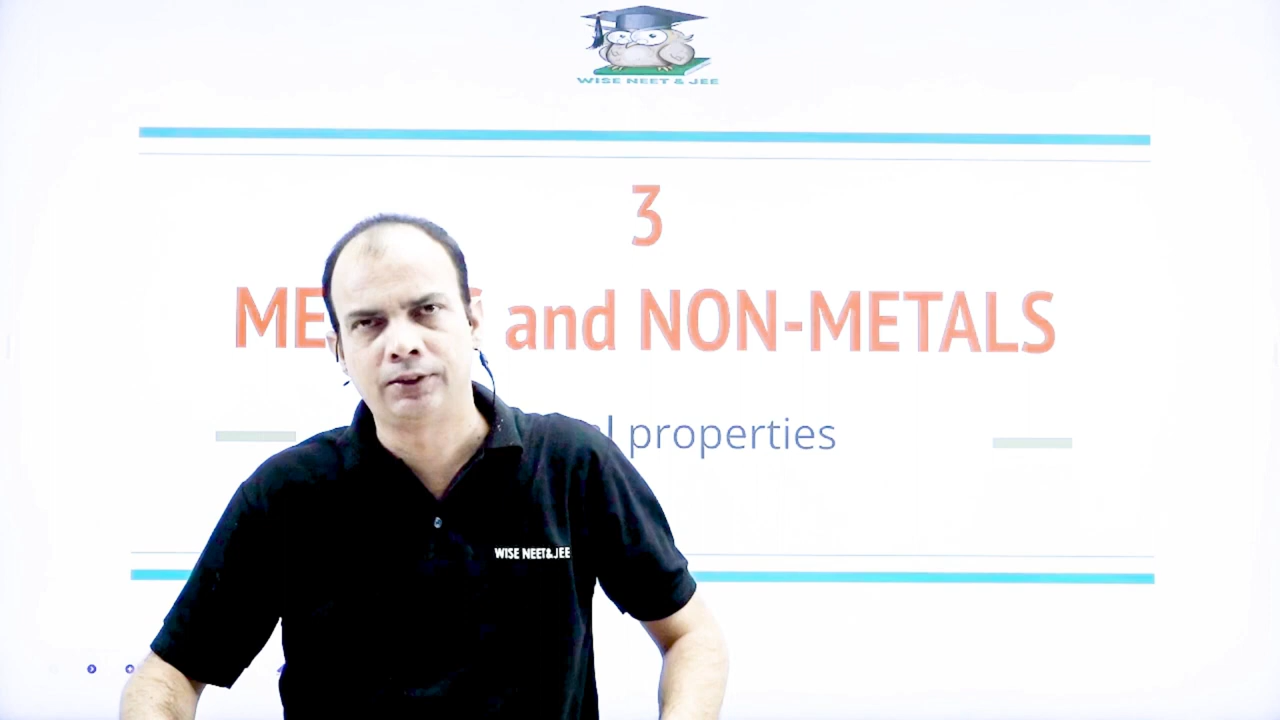 WISE NEET & JEE
3
and NON-METALS
properties
WISE NEET&JEE